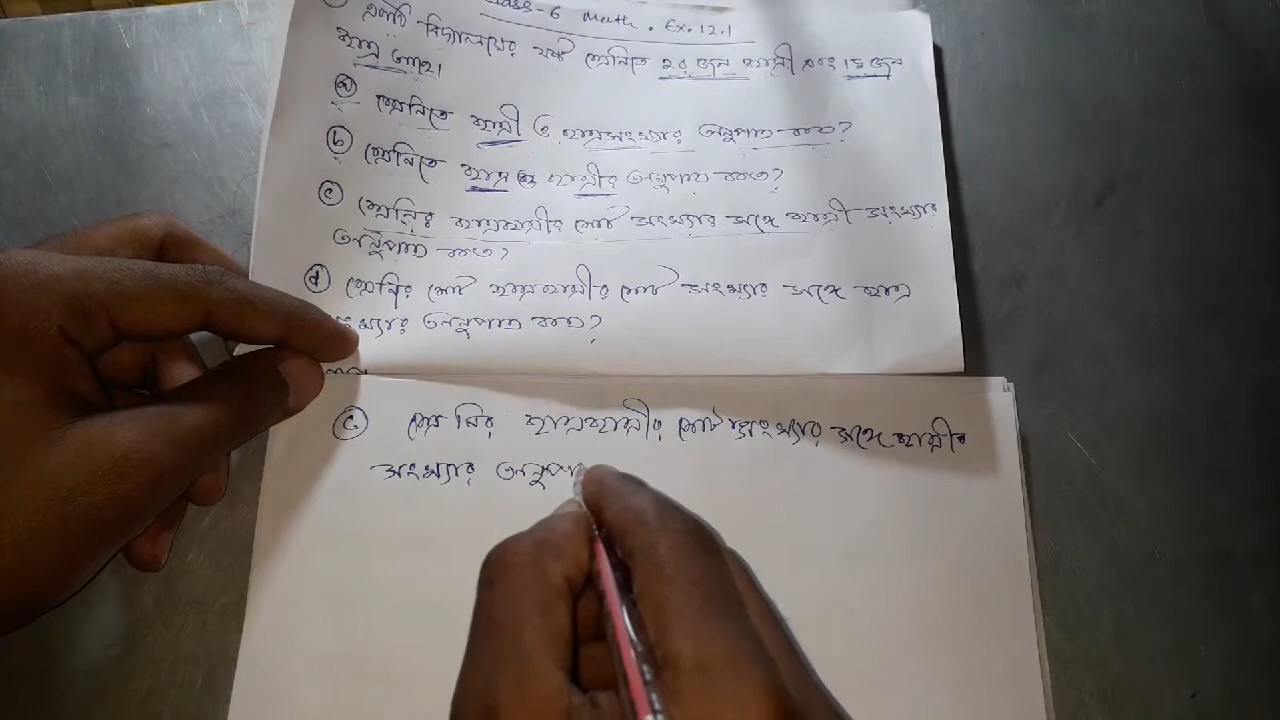 Class-6 Math. Ex.12.1
একটা বিদ্যালয়ের ষষ্ঠ শ্রেনিতে ২০ জন ছাত্রী এবং ১৫ জন
ছাত্র আছে।
ⓐ শ্রেনিতে ছাত্রী ও ছাত্রসংখ্যার অনুপাত কত?
ⓑ শ্রেনিতে ছাত্র ও ছাত্রীর অনুপাত কত?
ⓒ শ্রেনির ছাত্রছাত্রীর মোট সংখ্যার সঙ্গে ছাত্রী সংখ্যার
অনুপাত কত?
ⓓ শ্রেনির মোট ছাত্রছাত্রীর মোট সংখ্যার সঙ্গে ছাত্র
সংখ্যার অনুপাত কত?
ⓒ শ্রেনির ছাত্রছাত্রীর মোট সংখ্যার সঙ্গে ছাত্রীর
সংখ্যার অনুপা